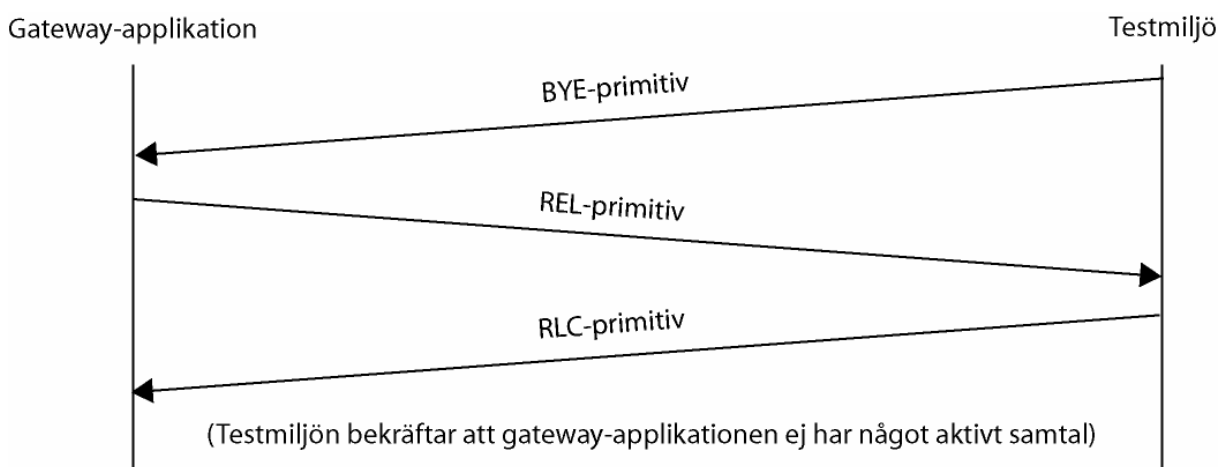 Gateway-applikation
Testmiljö
BYE-primitiv
REL-primitiv
RLC-primitiv
(Testmiljön bekräftar att gateway-applikationen ej har något aktivt samtal)